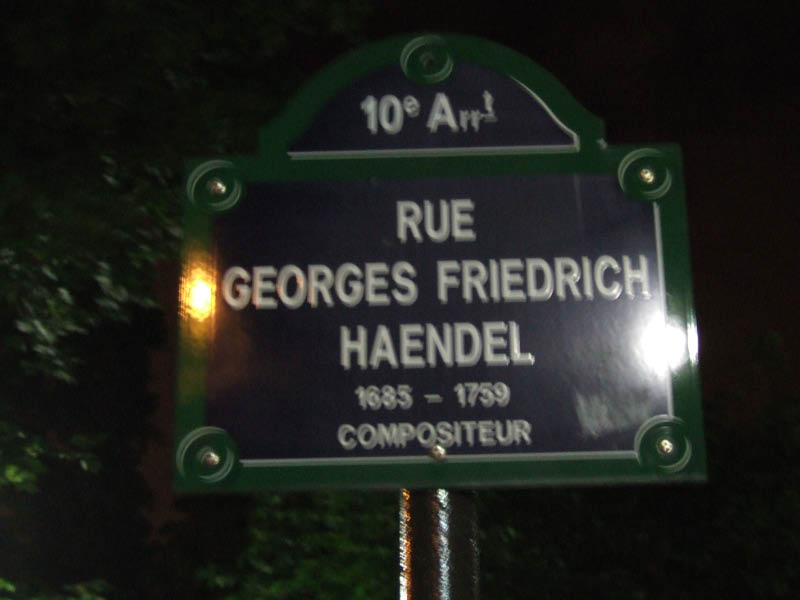 10e Arrt
RUE
GEORGES FRIEDRICH
HAENDEL
1685 – 1759
COMPOSITEUR